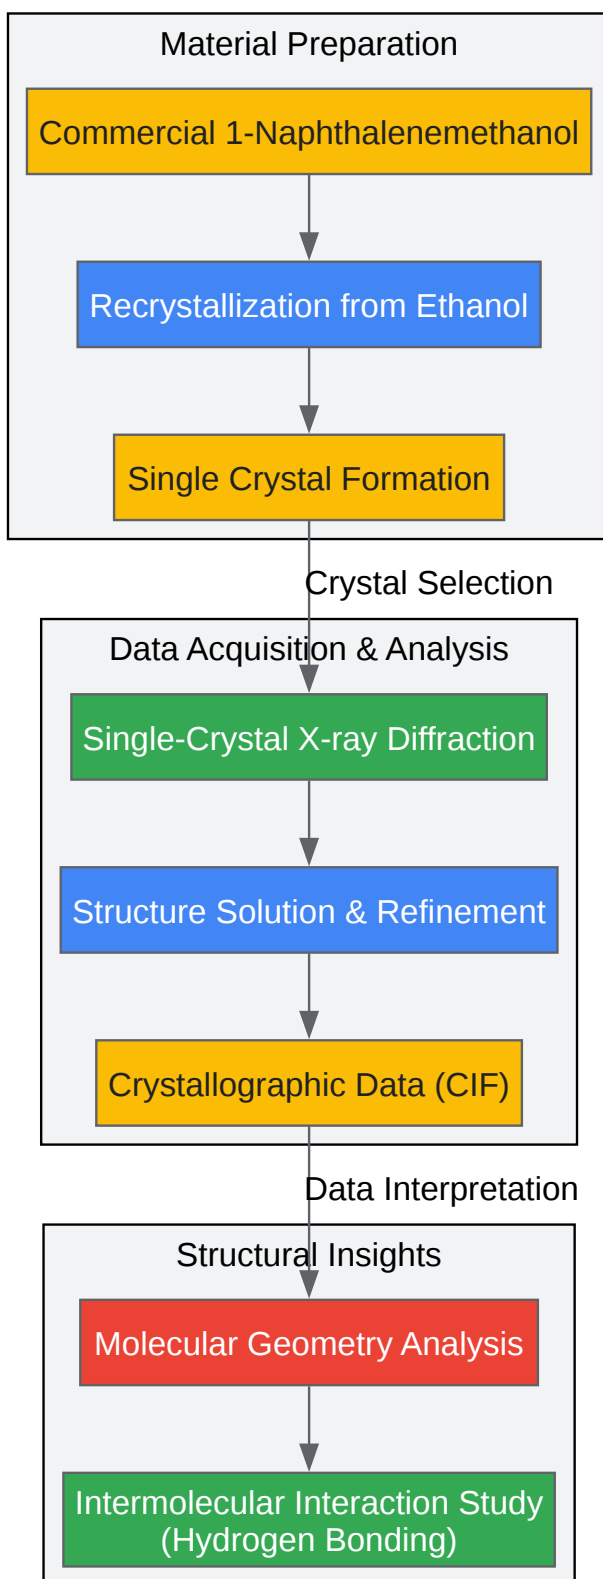 Material Preparation
Commercial 1-Naphthalenemethanol
Recrystallization from Ethanol
Single Crystal Formation
Crystal Selection
Data Acquisition & Analysis
Single-Crystal X-ray Diffraction
Structure Solution & Refinement
Crystallographic Data (CIF)
Data Interpretation
Structural Insights
Molecular Geometry Analysis
Intermolecular Interaction Study
(Hydrogen Bonding)